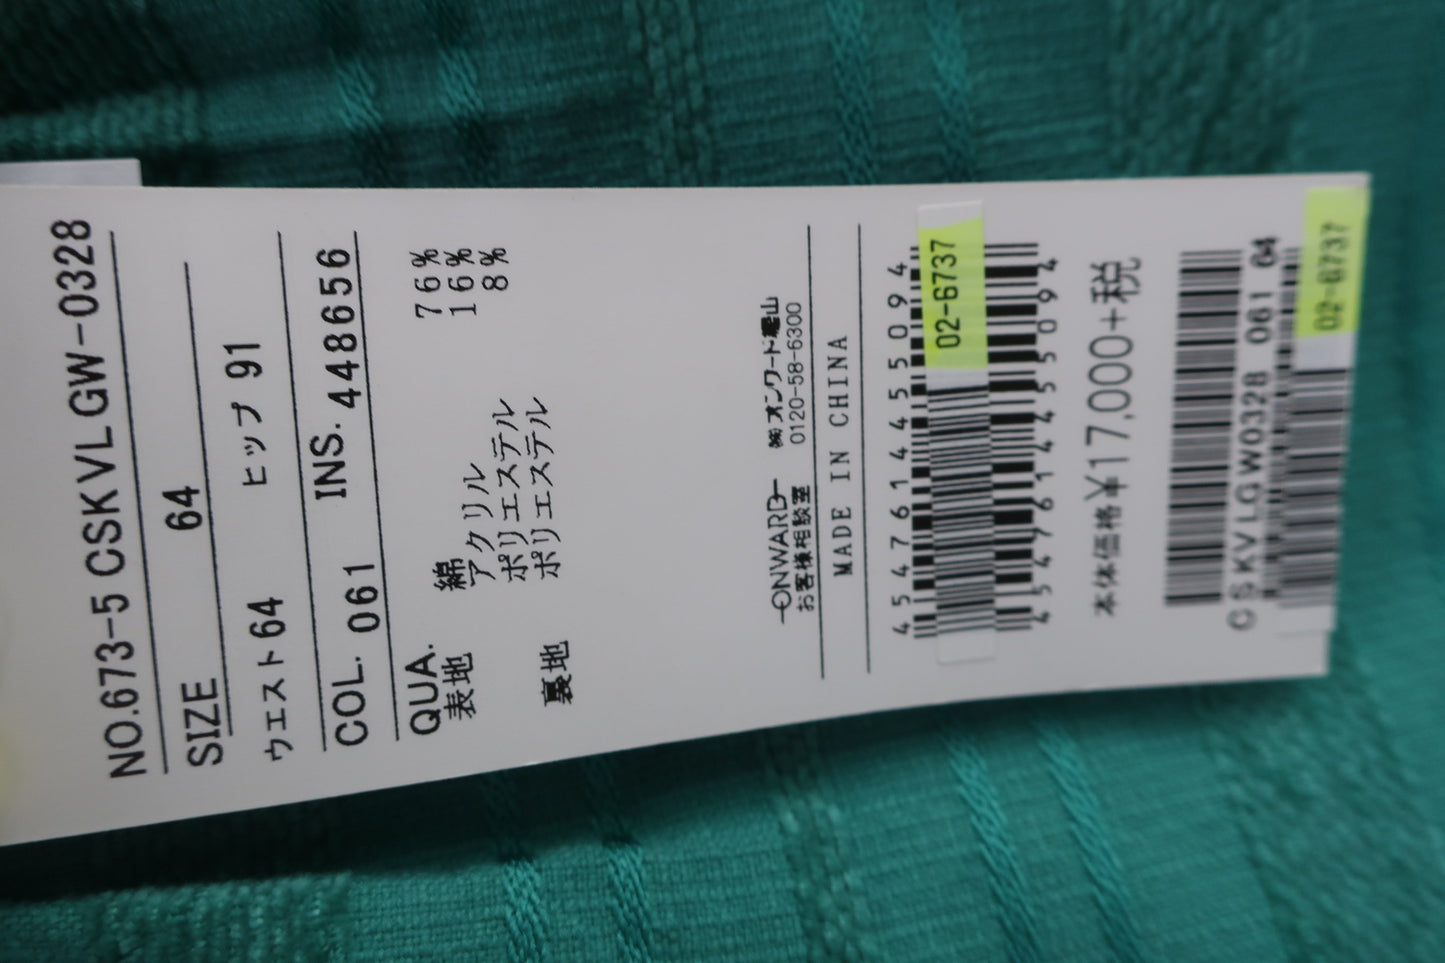 NO.673-5 CSKVLGW-0328
SIZE 64
ウエスト64 ヒップ 91
COL. 061 INS. 448656
QUA.
表地 綿 76%
アクリル 16%
ポリエステル 8%
裏地 ポリエステル
ONWARD ㈱オンワード樫山
お客様相談室 0120-58-6300
MADE IN CHINA
4547614455094
02-6737
4547614455094
本体価格¥17,000+税
CSKVLGW0328 061 64
02-6737